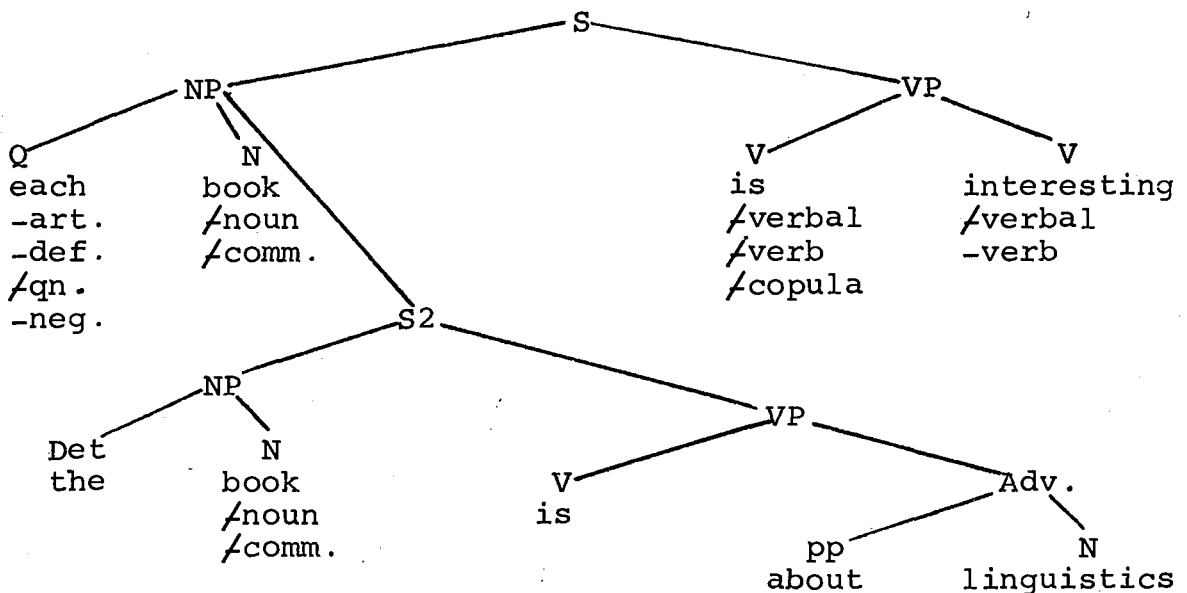 S
NP VP
Q N V V
each book is interesting
-art. +noun +verbal +verbal
-def. +comm. +verb -verb
+qn. +copula
-neg.
S2
NP
VP
Det N V Adv.
the book is
+noun
+comm. pp N
about linguistics